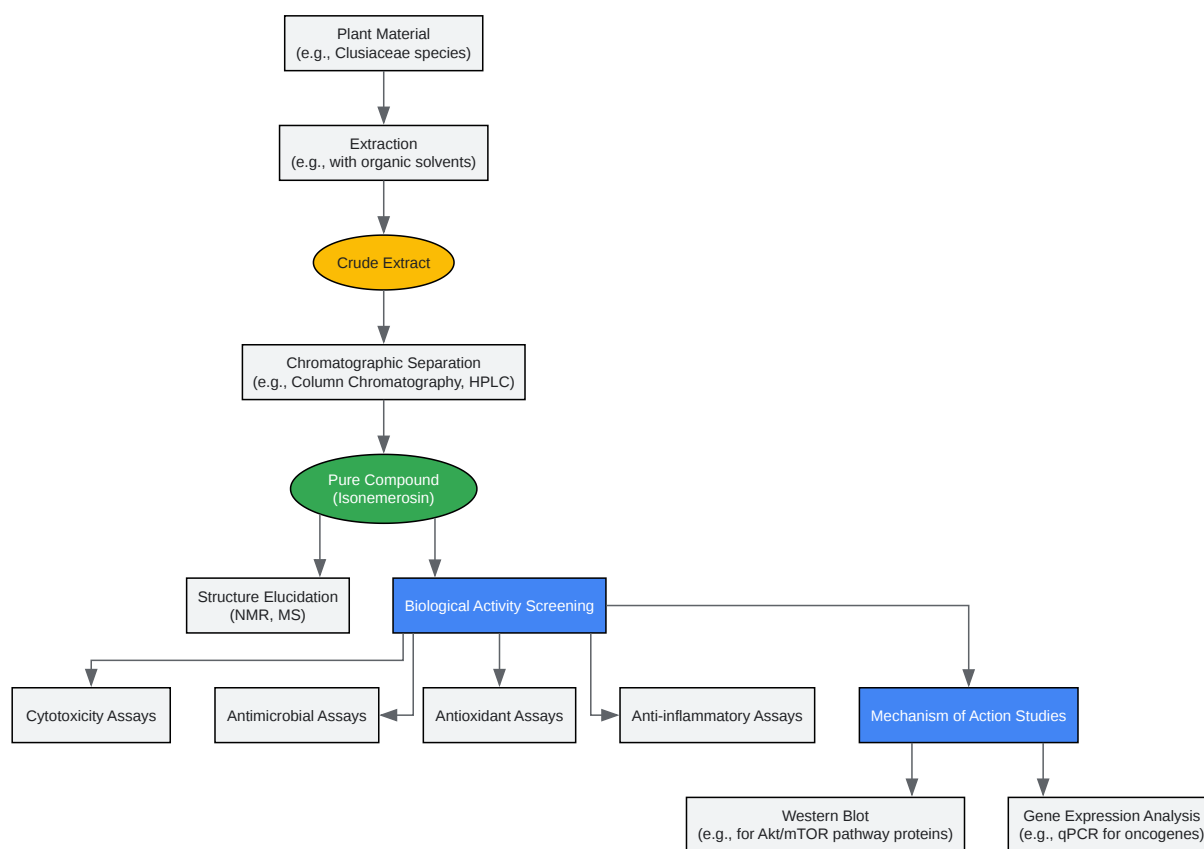 Plant Material
(e.g., Clusiaceae species)
Extraction
(e.g., with organic solvents)
Crude Extract
Chromatographic Separation
(e.g., Column Chromatography, HPLC)
Pure Compound
(Isonemerosin)
Structure Elucidation
(NMR, MS)
Biological Activity Screening
Cytotoxicity Assays
Antimicrobial Assays
Antioxidant Assays
Anti-inflammatory Assays
Mechanism of Action Studies
Western Blot
(e.g., for Akt/mTOR pathway proteins)
Gene Expression Analysis
(e.g., qPCR for oncogenes)